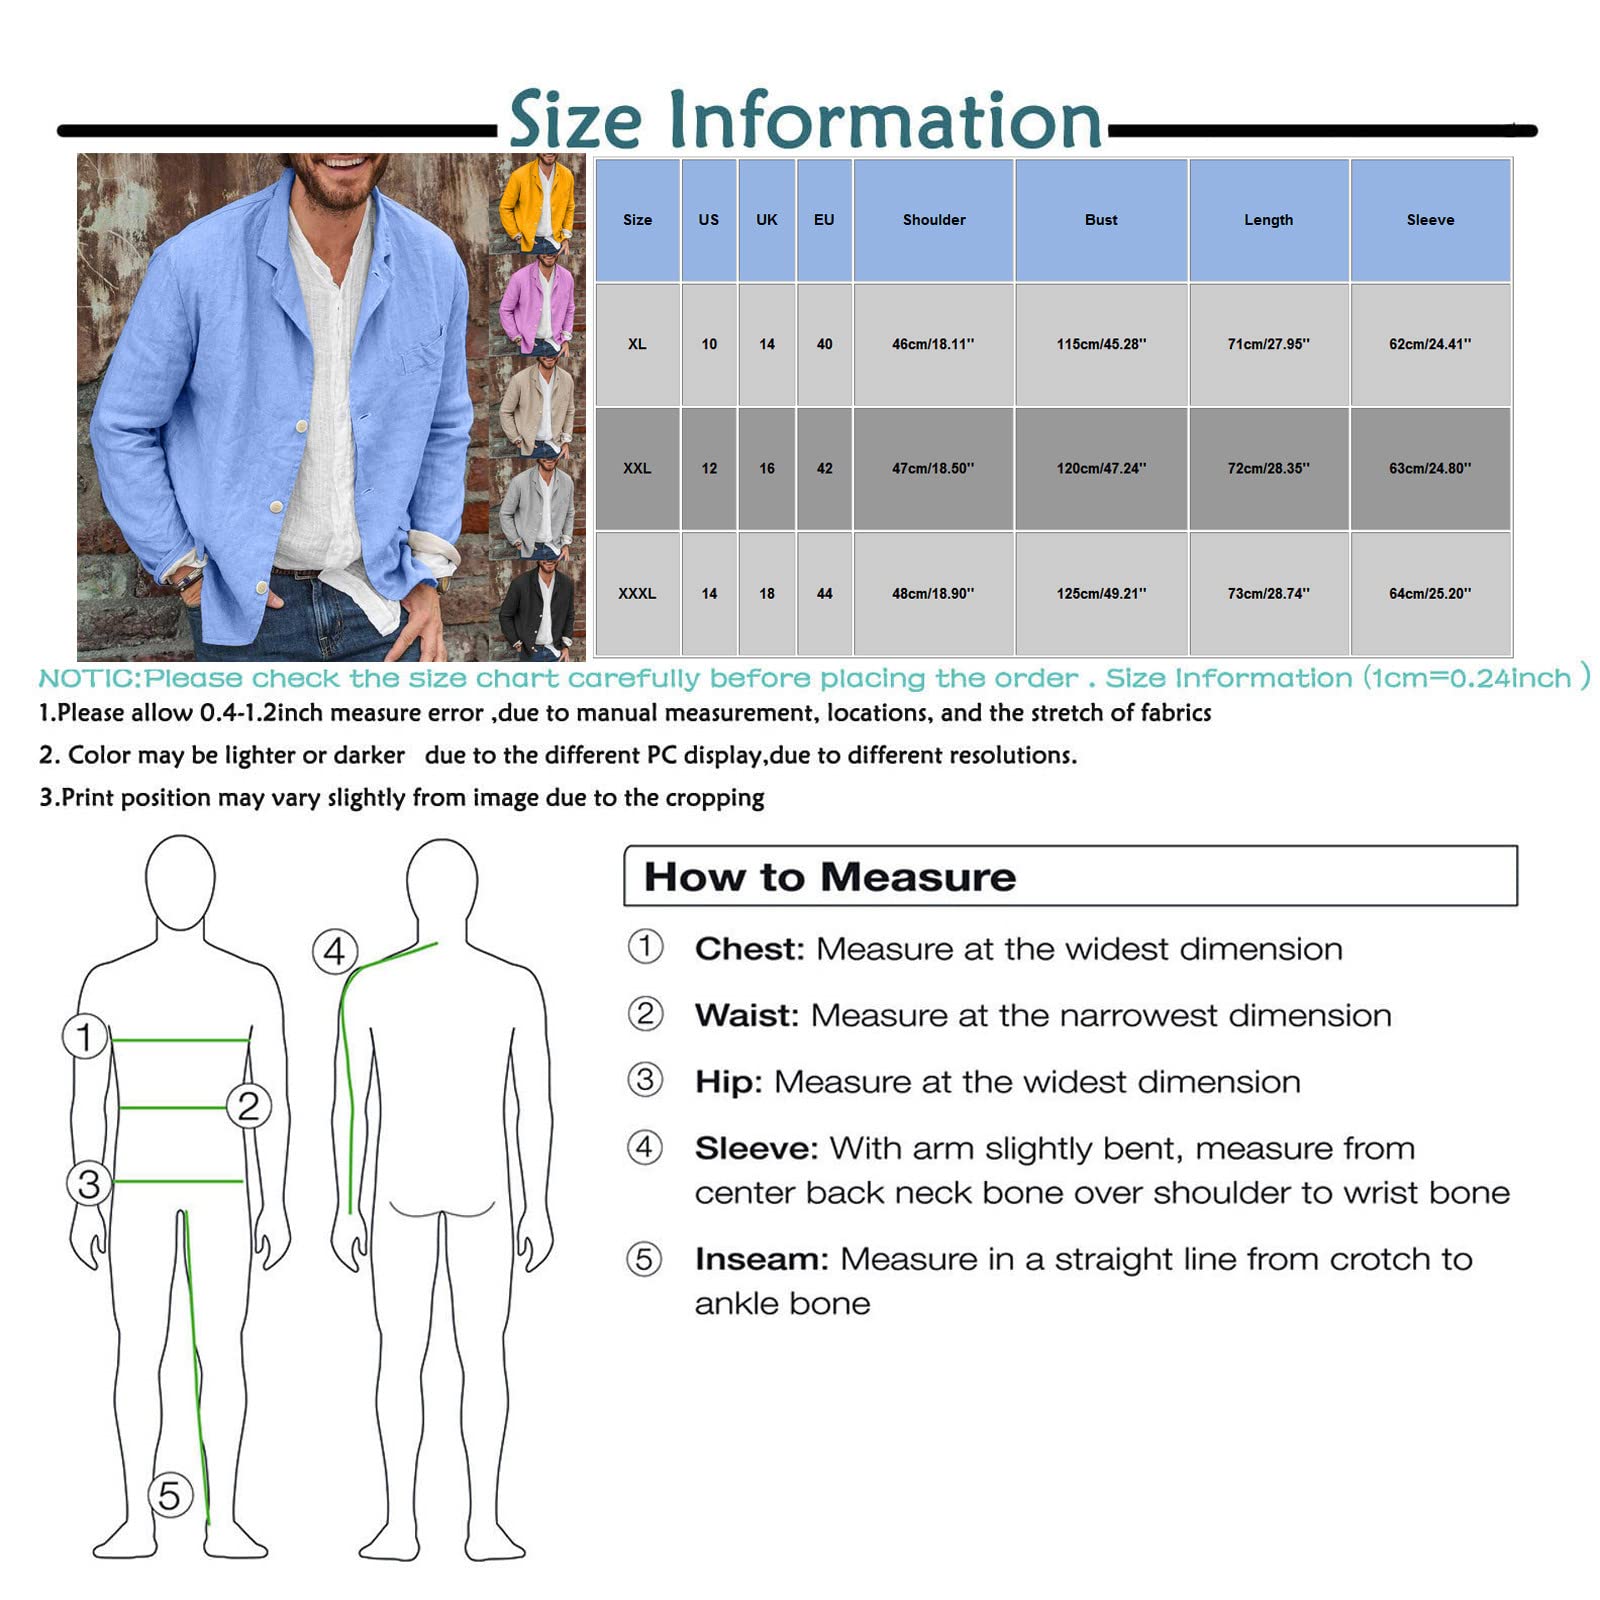 Size Information
Size US UK EU Shoulder Bust Length Sleeve
XL 10 14 40 46cm/18.11'' 115cm/45.28'' 71cm/27.95'' 62cm/24.41''
XXL 12 16 42 47cm/18.50'' 120cm/47.24'' 72cm/28.35'' 63cm/24.80''
XXXL 14 18 44 48cm/18.90'' 125cm/49.21'' 73cm/28.74'' 64cm/25.20''
NOTIC:Please check the size chart carefully before placing the order . Size Information (1cm=0.24inch )
1.Please allow 0.4-1.2inch measure error ,due to manual measurement, locations, and the stretch of fabrics
2. Color may be lighter or darker due to the different PC display,due to different resolutions.
3.Print position may vary slightly from image due to the cropping
How to Measure
1 Chest: Measure at the widest dimension
2 Waist: Measure at the narrowest dimension
3 Hip: Measure at the widest dimension
4 Sleeve: With arm slightly bent, measure from
center back neck bone over shoulder to wrist bone
5 Inseam: Measure in a straight line from crotch to
ankle bone
4
1
2
3
5